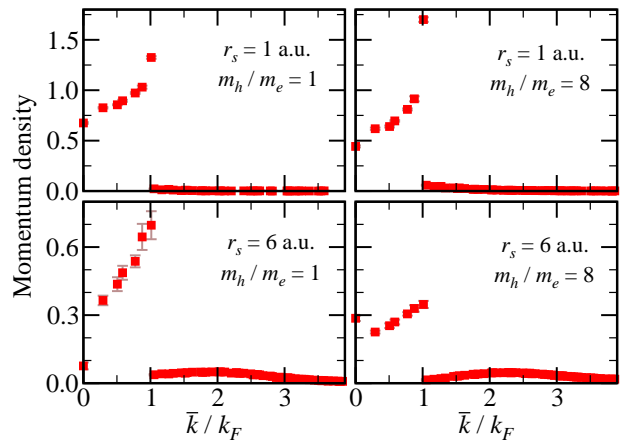 Momentum density
1.5
1.0
0.5
0.0
r_s = 1 a.u.
m_h / m_e = 1
r_s = 1 a.u.
m_h / m_e = 8
0.6
0.3
0.0
r_s = 6 a.u.
m_h / m_e = 1
r_s = 6 a.u.
m_h / m_e = 8
0 1 2 3 0 1 2 3
k̄ / k_F k̄ / k_F